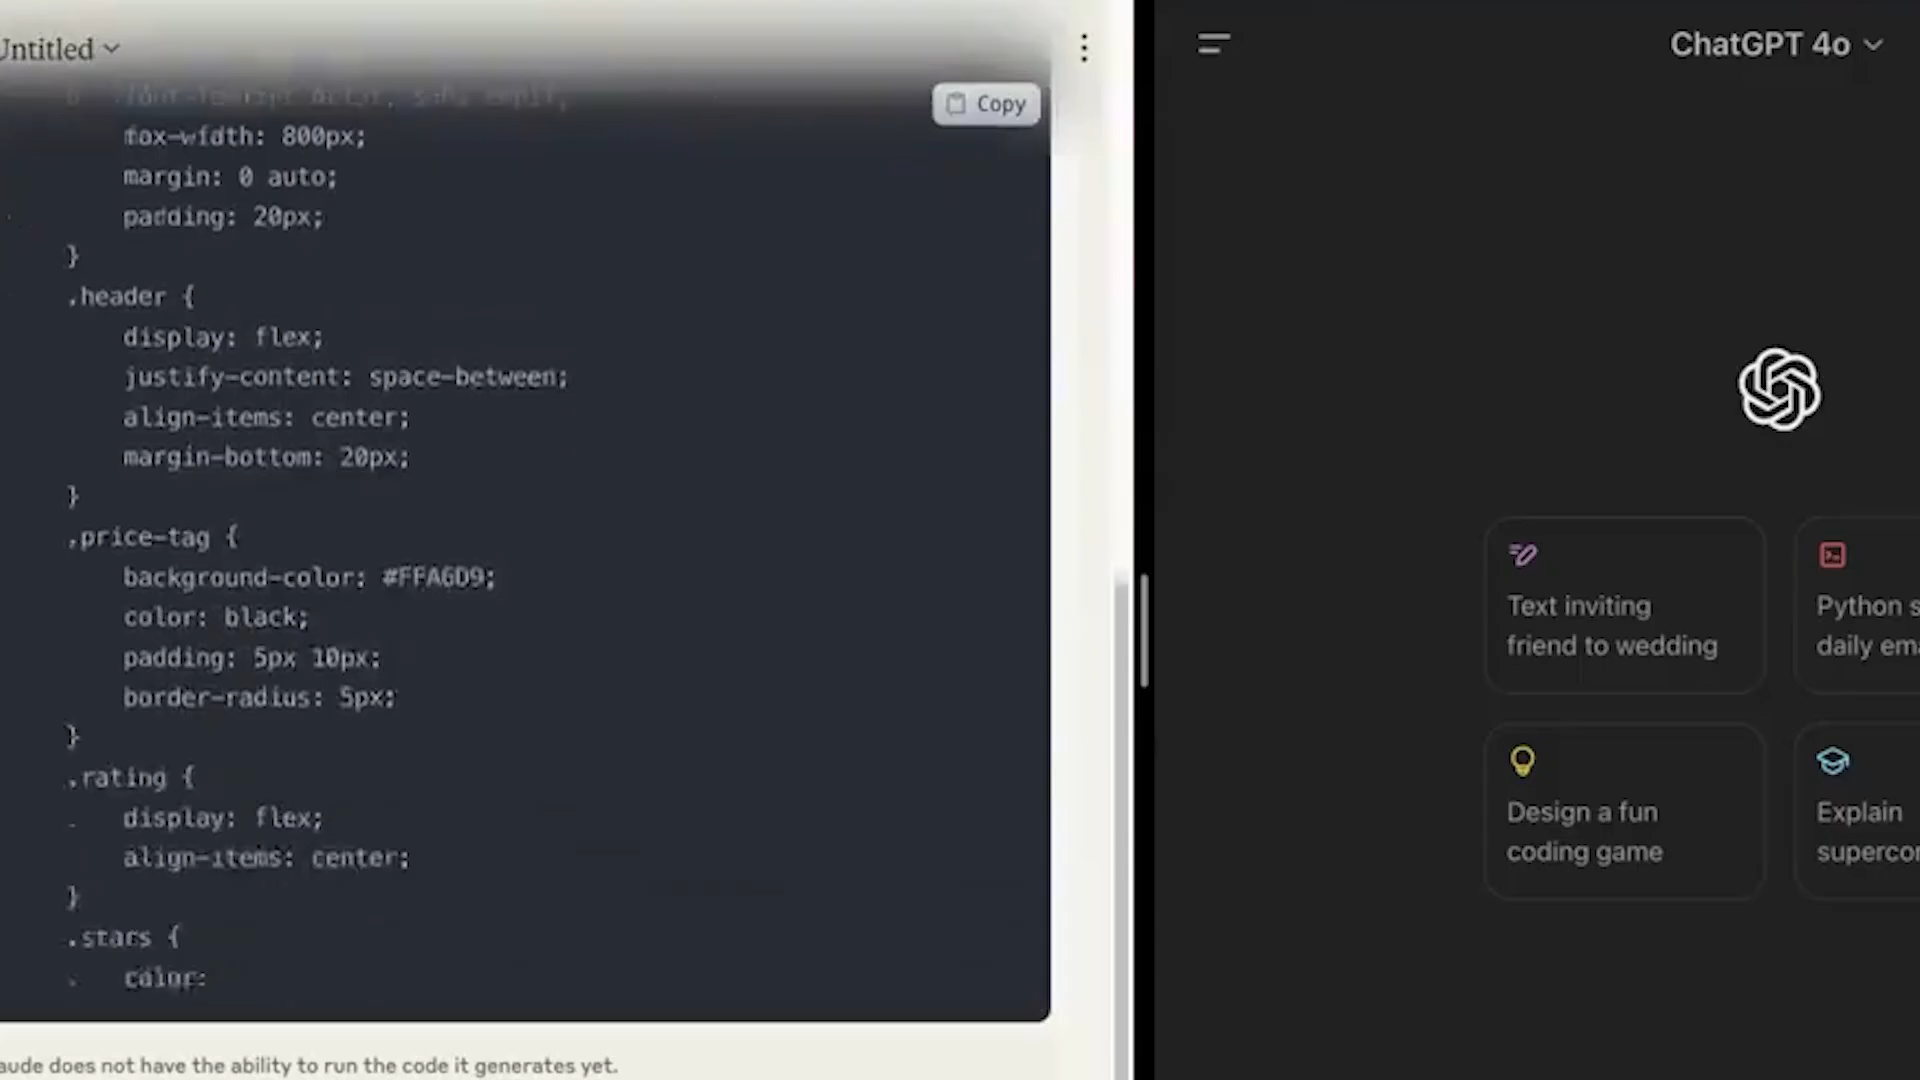 Untitled
Copy
max-width: 800px;
margin: 0 auto;
padding: 20px;
}
.header {
display: flex;
justify-content: space-between;
align-items: center;
margin-bottom: 20px;
}
.price-tag {
background-color: #FFA6D9;
color: black;
padding: 5px 10px;
border-radius: 5px;
}
.rating {
display: flex;
align-items: center;
}
.stars {
color:
aude does not have the ability to run the code it generates yet.
ChatGPT 4o
Text inviting
friend to wedding
Python s
daily ema
Design a fun
coding game
Explain
supercon